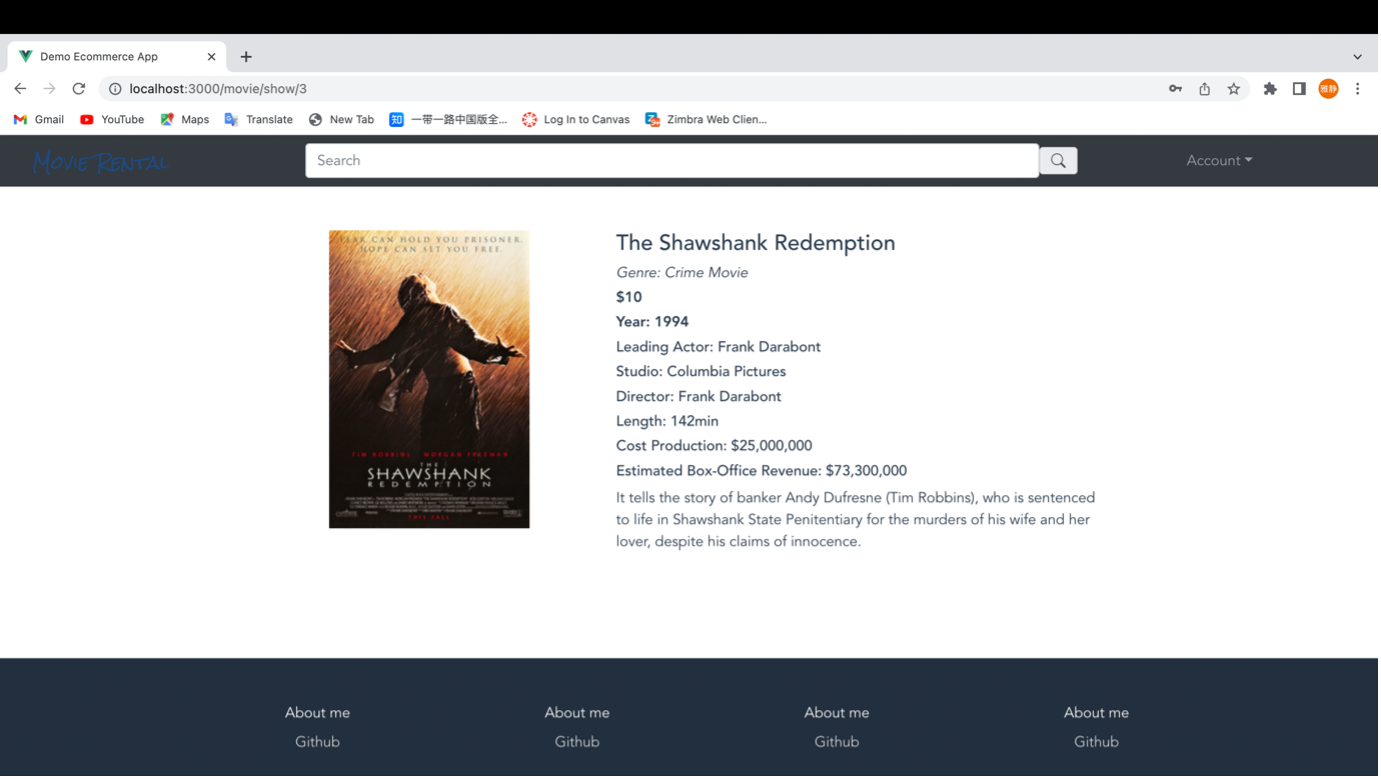 Demo Ecommerce App
localhost:3000/movie/show/3
雅静
Gmail YouTube Maps Translate New Tab 知 一带一路中国版全... Log In to Canvas Zimbra Web Clien...
Movie Rental Search Account
FEAR CAN HOLD YOU PRISONER.
HOPE CAN SET YOU FREE.
TIM ROBBINS MORGAN FREEMAN
THE
SHAWSHANK
REDEMPTION
The Shawshank Redemption
Genre: Crime Movie
$10
Year: 1994
Leading Actor: Frank Darabont
Studio: Columbia Pictures
Director: Frank Darabont
Length: 142min
Cost Production: $25,000,000
Estimated Box-Office Revenue: $73,300,000
It tells the story of banker Andy Dufresne (Tim Robbins), who is sentenced
to life in Shawshank State Penitentiary for the murders of his wife and her
lover, despite his claims of innocence.
About me About me About me About me
Github Github Github Github